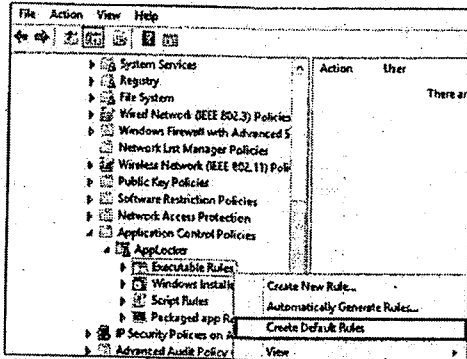 File Action View Help
System Services
Action User
Registry
File System
There ar
Wired Network (IEEE 802.3) Policies
Windows Firewall with Advanced S
Network List Manager Policies
Wireless Network (IEEE 802.11) Poli
Public Key Policies
Software Restriction Policies
Network Access Protection
Application Control Policies
AppLocker
Executable Rules
Windows Installe
Create New Rule...
Script Rules
Automatically Generate Rules...
Packaged app R
Create Default Rules
IP Security Policies on A
Advanced Audit Policy
View